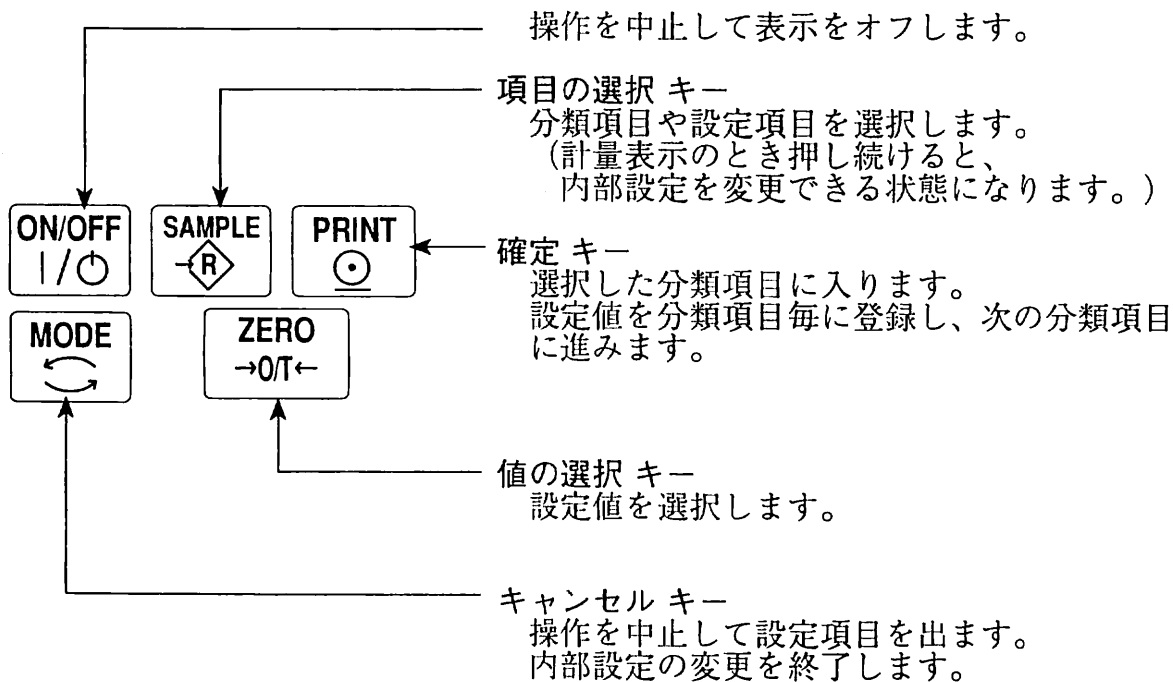 操作を中止して表示をオフします。
項目の選択 キー
分類項目や設定項目を選択します。
(計量表示のとき押し続けると、
内部設定を変更できる状態になります。)
ON/OFF
|/⏻
SAMPLE
→R
PRINT
確定 キー
選択した分類項目に入ります。
設定値を分類項目毎に登録し、次の分類項目
に進みます。
MODE
ZERO
→0/T←
値の選択 キー
設定値を選択します。
キャンセル キー
操作を中止して設定項目を出ます。
内部設定の変更を終了します。